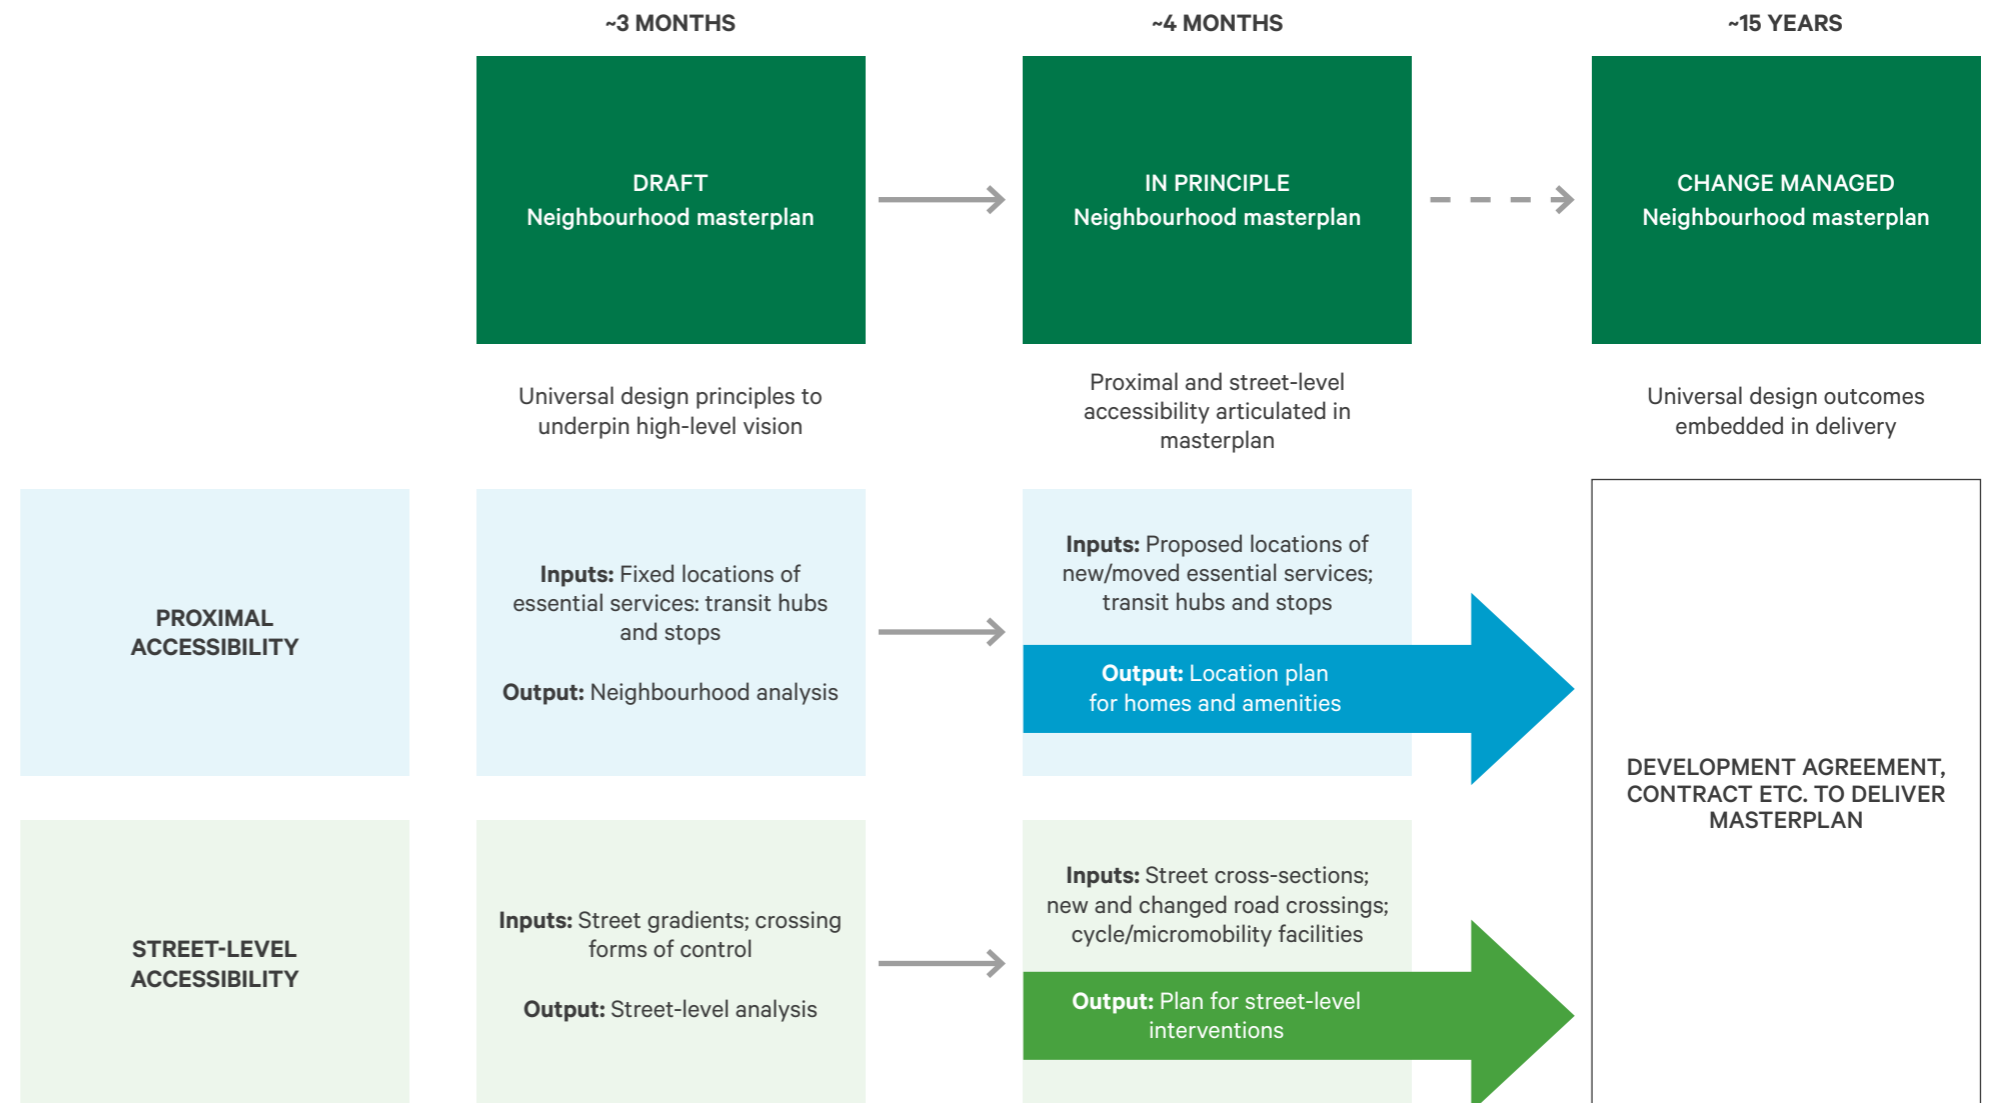 ~3 MONTHS
~4 MONTHS
~15 YEARS
DRAFT
Neighbourhood masterplan
IN PRINCIPLE
Neighbourhood masterplan
CHANGE MANAGED
Neighbourhood masterplan
Universal design principles to
underpin high-level vision
Proximal and street-level
accessibility articulated in
masterplan
Universal design outcomes
embedded in delivery
PROXIMAL
ACCESSIBILITY
Inputs: Fixed locations of
essential services: transit hubs
and stops
Output: Neighbourhood analysis
Inputs: Proposed locations of
new/moved essential services;
transit hubs and stops
Output: Location plan
for homes and amenities
DEVELOPMENT AGREEMENT,
CONTRACT ETC. TO DELIVER
MASTERPLAN
STREET-LEVEL
ACCESSIBILITY
Inputs: Street gradients; crossing
forms of control
Output: Street-level analysis
Inputs: Street cross-sections;
new and changed road crossings;
cycle/micromobility facilities
Output: Plan for street-level
interventions